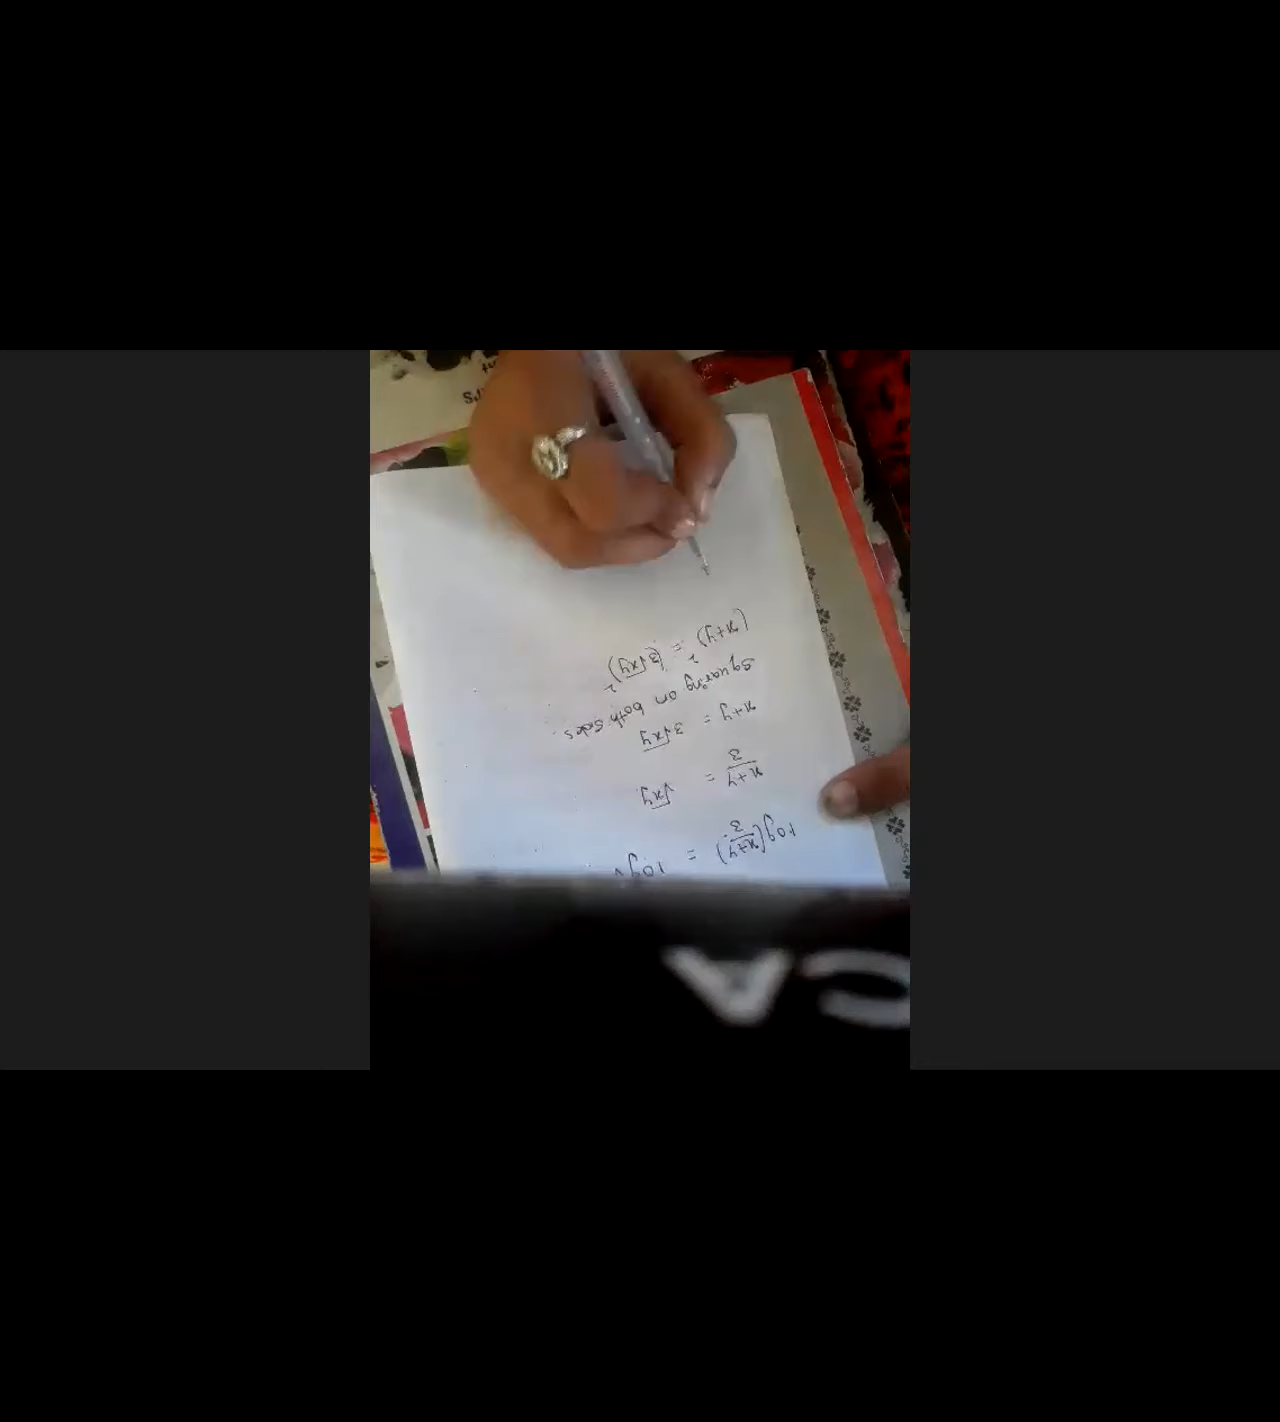 log(x+y/3) = log
x+y/3 = √xy
x+y = 3√xy
Squaring on both sides.
(x+y)² = (3√xy)²